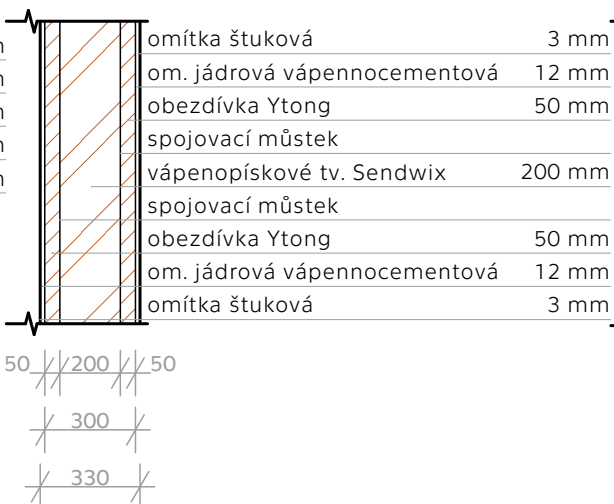 omítka štuková 3 mm
om. jádrová vápennocementová 12 mm
obezdívka Ytong 50 mm
spojovací můstek
vápenopískové tv. Sendwix 200 mm
spojovací můstek
obezdívka Ytong 50 mm
om. jádrová vápennocementová 12 mm
omítka štuková 3 mm
50 200 50
300
330